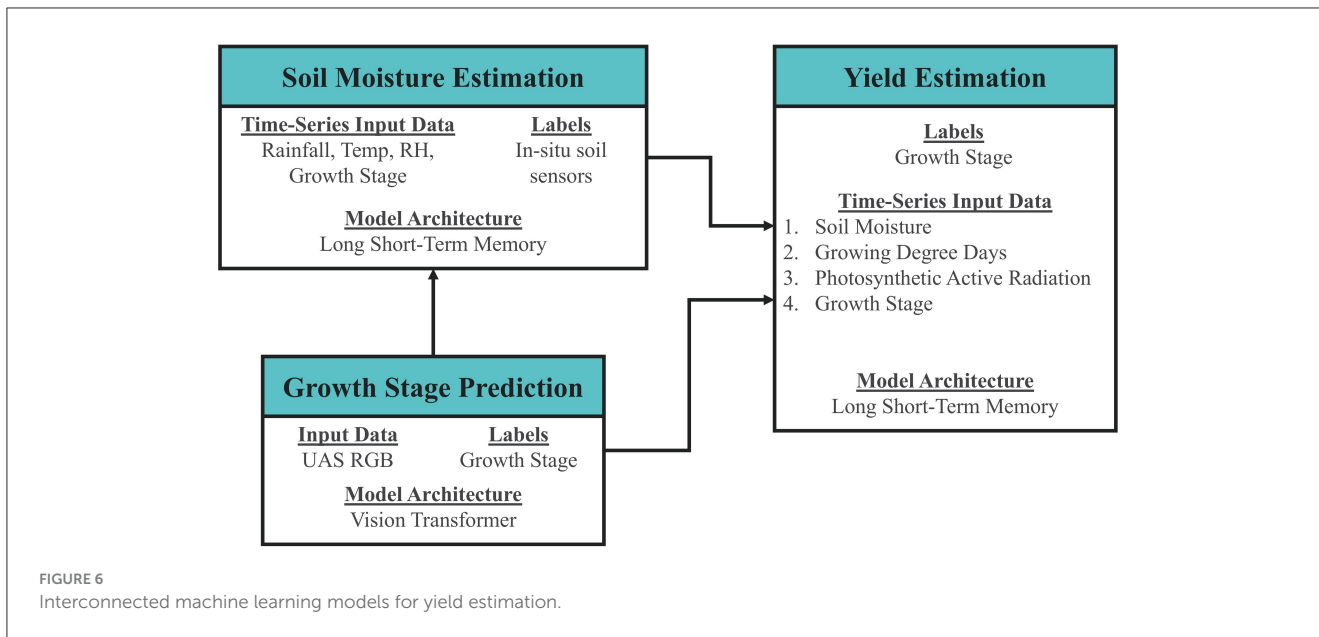 Soil Moisture Estimation
Time-Series Input Data
Rainfall, Temp, RH,
Growth Stage
Labels
In-situ soil
sensors
Model Architecture
Long Short-Term Memory
Growth Stage Prediction
Input Data
UAS RGB
Labels
Growth Stage
Model Architecture
Vision Transformer
Yield Estimation
Labels
Growth Stage
Time-Series Input Data
1. Soil Moisture
2. Growing Degree Days
3. Photosynthetic Active Radiation
4. Growth Stage
Model Architecture
Long Short-Term Memory
FIGURE 6
Interconnected machine learning models for yield estimation.